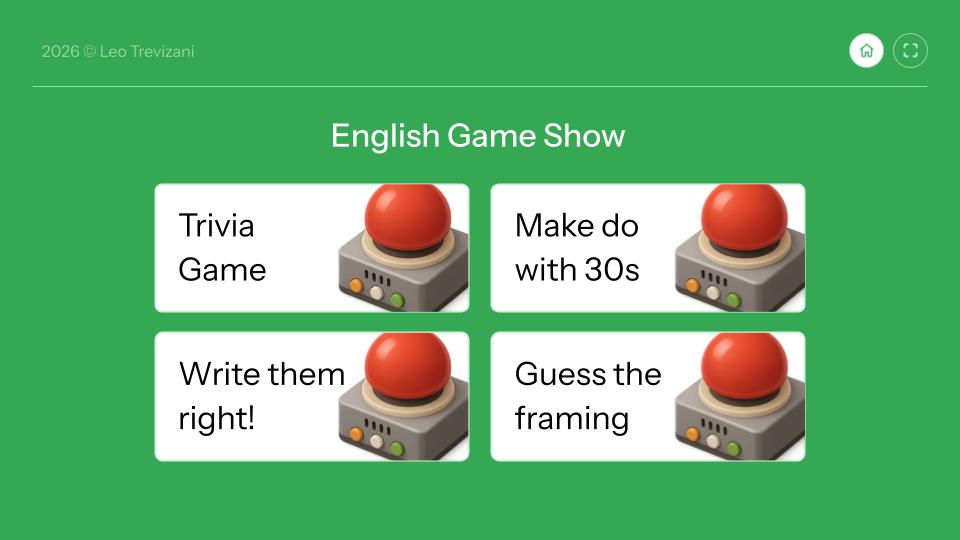 2026 © Leo Trevizani
English Game Show
Trivia
Game
Make do
with 30s
Write them
right!
Guess the
framing